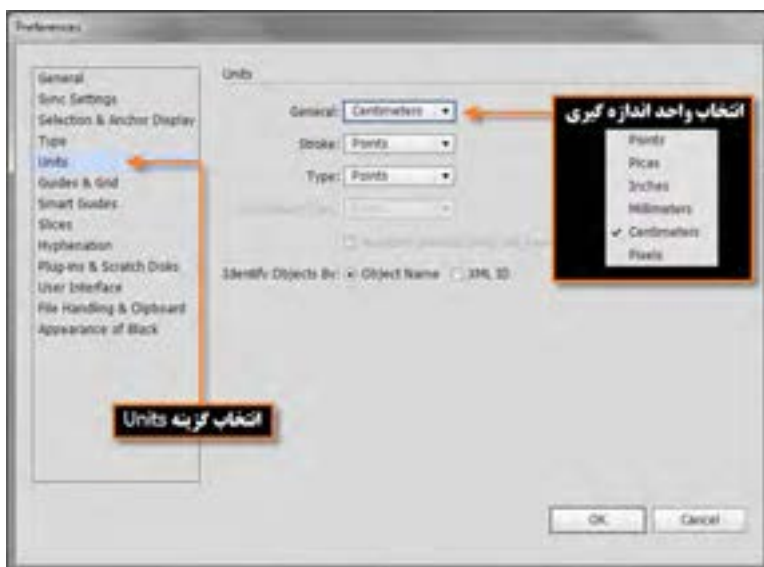 Preferences
General
Sync Settings
Selection & Anchor Display
Type
Units
Guides & Grid
Smart Guides
Slices
Hyphenation
Plug-ins & Scratch Disks
User Interface
File Handling & Clipboard
Appearance of Black
Units
General: Centimeters
Stroke: Points
Type: Points
Identify Objects By: Object Name XML ID
انتخاب واحد اندازه گیری
Points
Picas
Inches
Millimeters
Centimeters
Pixels
انتخاب گزینه Units
OK Cancel